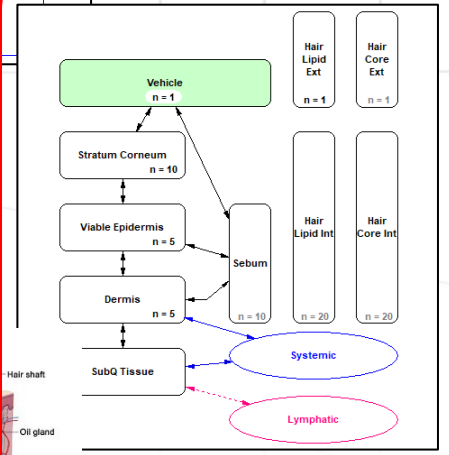 Vehicle
n = 1
Hair
Lipid
Ext
n = 1
Hair
Core
Ext
n = 1
Stratum Corneum
n = 10
Viable Epidermis
n = 5
Sebum
n = 10
Hair
Lipid Int
n = 20
Hair
Core Int
n = 20
Dermis
n = 5
SubQ Tissue
Systemic
Lymphatic
Hair shaft
Oil gland